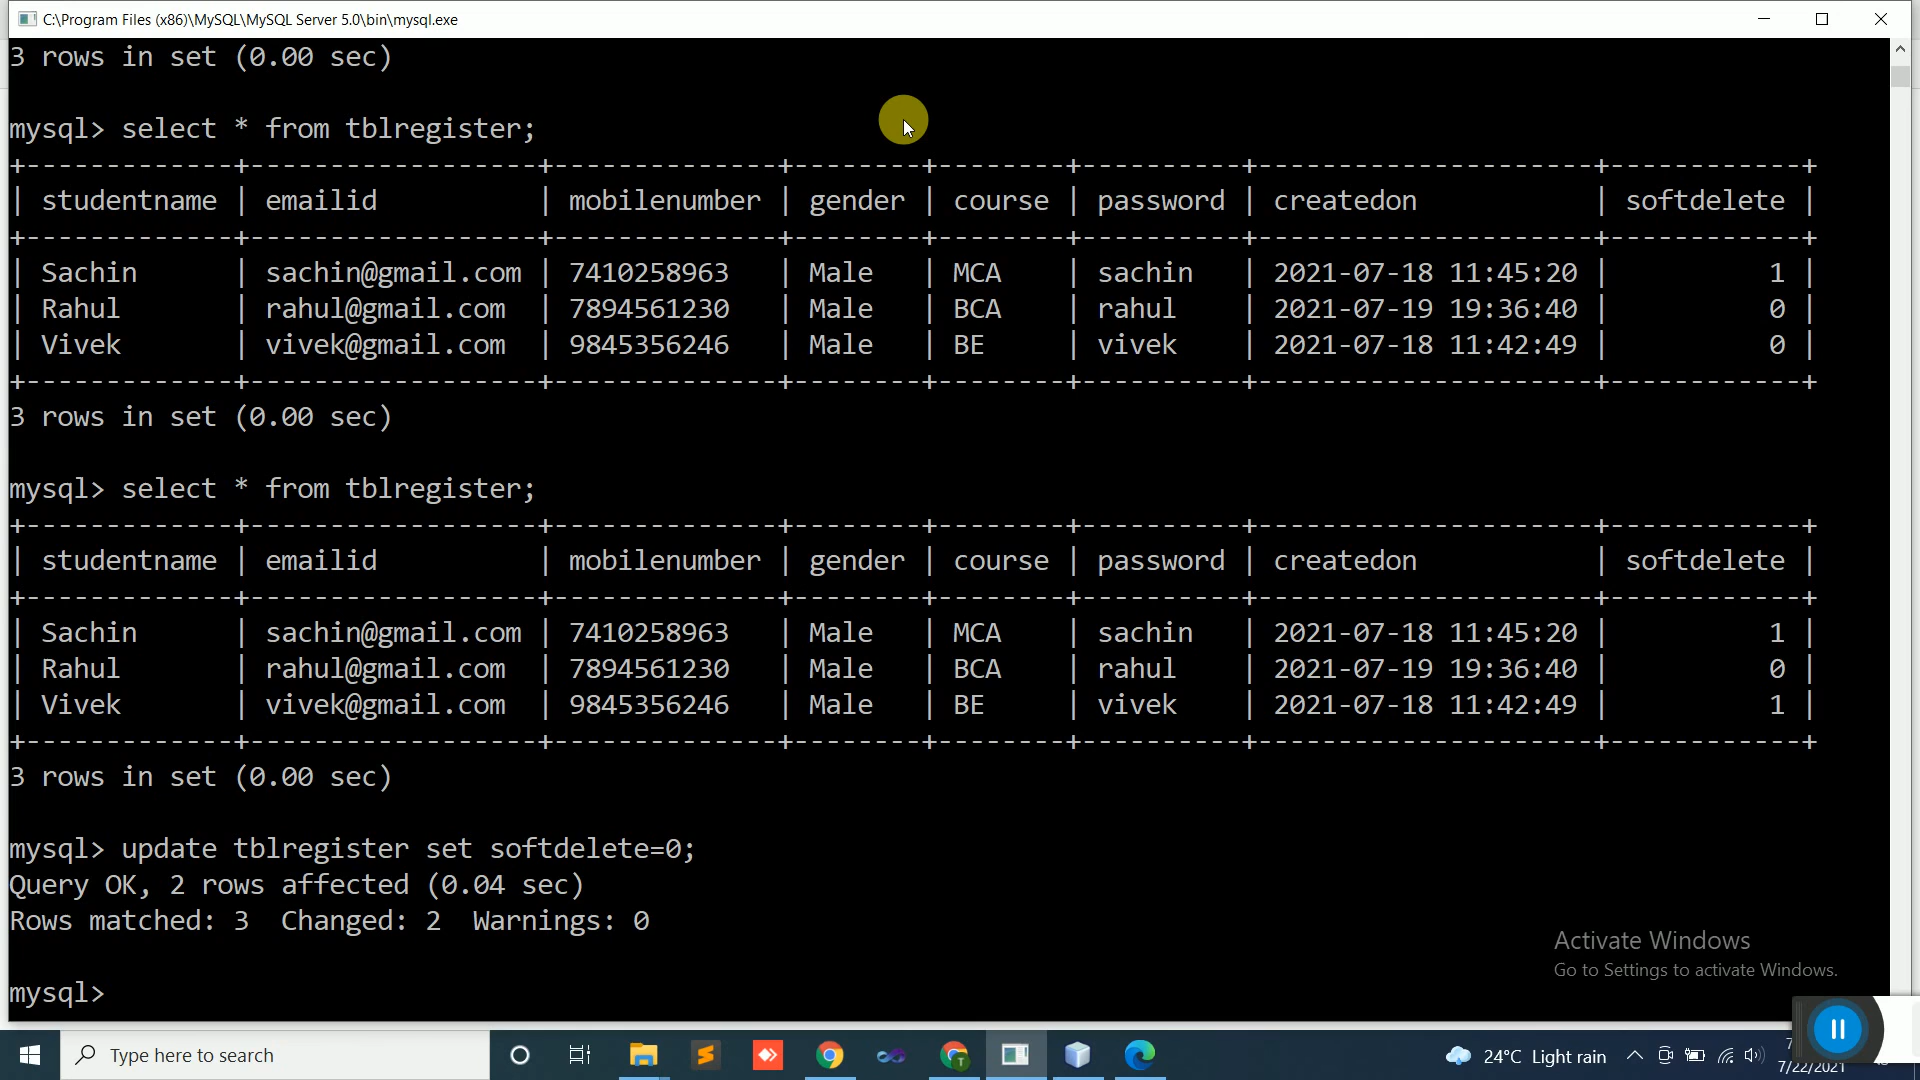 C:\Program Files (x86)\MySQL\MySQL Server 5.0\bin\mysql.exe
3 rows in set (0.00 sec)
mysql> select * from tblregister;
+-------------+------------------+--------------+--------+--------+----------+---------------------+------------+
| studentname | emailid          | mobilenumber | gender | course | password | createdon           | softdelete |
+-------------+------------------+--------------+--------+--------+----------+---------------------+------------+
| Sachin      | sachin@gmail.com | 7410258963   | Male   | MCA    | sachin   | 2021-07-18 11:45:20 |          1 |
| Rahul       | rahul@gmail.com  | 7894561230   | Male   | BCA    | rahul    | 2021-07-19 19:36:40 |          0 |
| Vivek       | vivek@gmail.com  | 9845356246   | Male   | BE     | vivek    | 2021-07-18 11:42:49 |          0 |
+-------------+------------------+--------------+--------+--------+----------+---------------------+------------+
3 rows in set (0.00 sec)
mysql> select * from tblregister;
+-------------+------------------+--------------+--------+--------+----------+---------------------+------------+
| studentname | emailid          | mobilenumber | gender | course | password | createdon           | softdelete |
+-------------+------------------+--------------+--------+--------+----------+---------------------+------------+
| Sachin      | sachin@gmail.com | 7410258963   | Male   | MCA    | sachin   | 2021-07-18 11:45:20 |          1 |
| Rahul       | rahul@gmail.com  | 7894561230   | Male   | BCA    | rahul    | 2021-07-19 19:36:40 |          0 |
| Vivek       | vivek@gmail.com  | 9845356246   | Male   | BE     | vivek    | 2021-07-18 11:42:49 |          1 |
+-------------+------------------+--------------+--------+--------+----------+---------------------+------------+
3 rows in set (0.00 sec)
mysql> update tblregister set softdelete=0;
Query OK, 2 rows affected (0.04 sec)
Rows matched: 3  Changed: 2  Warnings: 0
mysql>
Activate Windows
Go to Settings to activate Windows.
Type here to search
24°C Light rain
7/22/2021